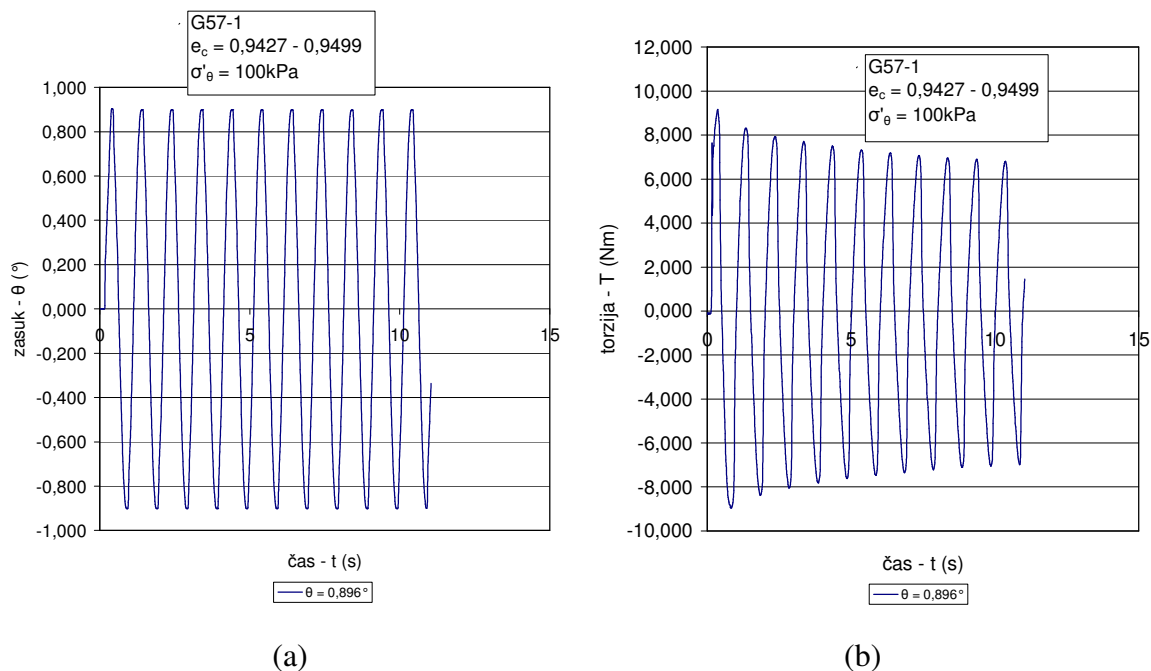 G57-1
e_c = 0,9427 - 0,9499
σ'_θ = 100kPa
1,000
0,800
0,600
0,400
0,200
0,000
-0,200
-0,400
-0,600
-0,800
-1,000
zasuk - θ (°)
0
5
10
15
čas - t (s)
θ = 0,896°
(a)
G57-1
e_c = 0,9427 - 0,9499
σ'_θ = 100kPa
12,000
10,000
8,000
6,000
4,000
2,000
0,000
-2,000
-4,000
-6,000
-8,000
-10,000
torzija - T (Nm)
0
5
10
15
čas - t (s)
θ = 0,896°
(b)